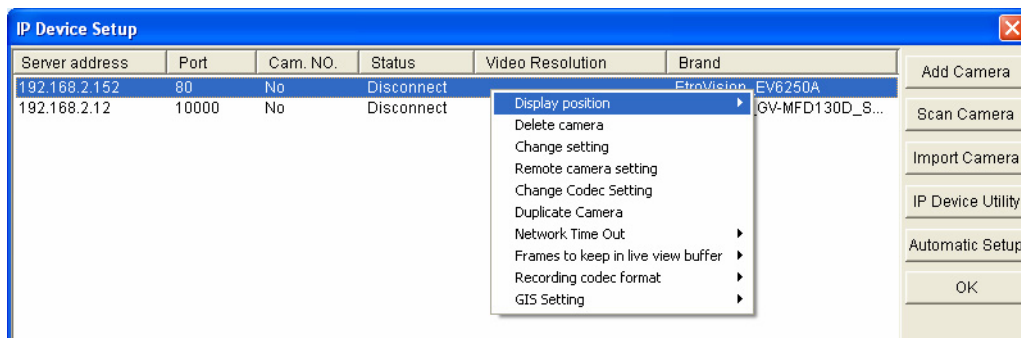 IP Device Setup
Server address Port Cam. NO. Status Video Resolution Brand
192.168.2.152 80 No Disconnect EtroVision_EV6250A
192.168.2.12 10000 No Disconnect _GV-MFD130D_S...
Display position
Delete camera
Change setting
Remote camera setting
Change Codec Setting
Duplicate Camera
Network Time Out
Frames to keep in live view buffer
Recording codec format
GIS Setting
Add Camera
Scan Camera
Import Camera
IP Device Utility
Automatic Setup
OK